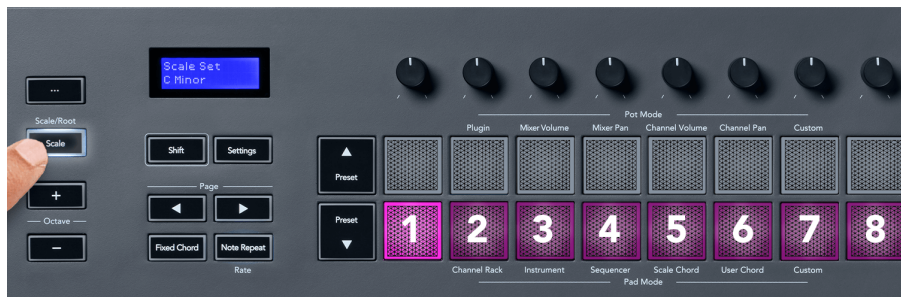 Scale Set
C Minor
...
Scale/Root
Scale
+
Octave
−
Shift
Settings
Page
Fixed Chord
Note Repeat
Rate
Preset
Preset
Pot Mode
Plugin
Mixer Volume
Mixer Pan
Channel Volume
Channel Pan
Custom
1
2
3
4
5
6
7
8
Channel Rack
Instrument
Sequencer
Scale Chord
User Chord
Custom
Pad Mode